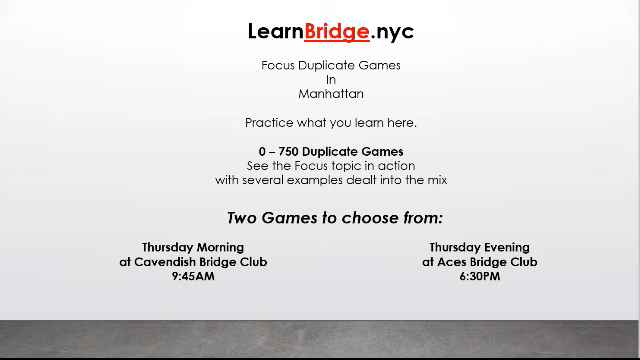 LearnBridge.nyc
Focus Duplicate Games
In
Manhattan
Practice what you learn here.
0 – 750 Duplicate Games
See the Focus topic in action
with several examples dealt into the mix
Two Games to choose from:
Thursday Morning
at Cavendish Bridge Club
9:45AM
Thursday Evening
at Aces Bridge Club
6:30PM